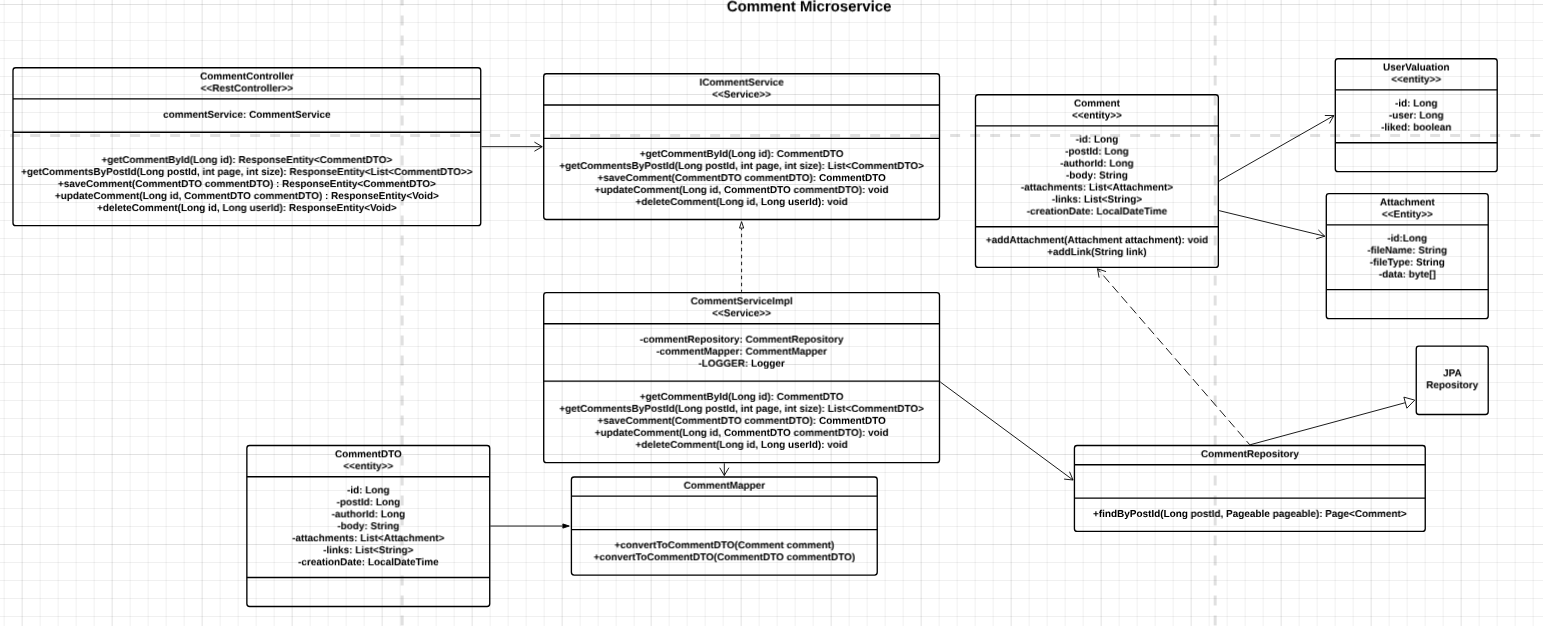 Comment Microservice
CommentController
<<RestController>>
commentService: CommentService
+getCommentById(Long id): ResponseEntity<CommentDTO>
+getCommentsByPostId(Long postId, int page, int size): ResponseEntity<List<CommentDTO>>
+saveComment(CommentDTO commentDTO) : ResponseEntity<CommentDTO>
+updateComment(Long id, CommentDTO commentDTO) : ResponseEntity<Void>
+deleteComment(Long id, Long userId): ResponseEntity<Void>
ICommentService
<<Service>>
+getCommentById(Long id): CommentDTO
+getCommentsByPostId(Long postId, int page, int size): List<CommentDTO>
+saveComment(CommentDTO commentDTO): CommentDTO
+updateComment(Long id, CommentDTO commentDTO): void
+deleteComment(Long id, Long userId): void
Comment
<<entity>>
-id: Long
-postId: Long
-authorId: Long
-body: String
-attachments: List<Attachment>
-links: List<String>
-creationDate: LocalDateTime
+addAttachment(Attachment attachment): void
+addLink(String link)
UserValuation
<<entity>>
-id: Long
-user: Long
-liked: boolean
Attachment
<<Entity>>
-id:Long
-fileName: String
-fileType: String
-data: byte[]
CommentServiceImpl
<<Service>>
-commentRepository: CommentRepository
-commentMapper: CommentMapper
-LOGGER: Logger
+getCommentById(Long id): CommentDTO
+getCommentsByPostId(Long postId, int page, int size): List<CommentDTO>
+saveComment(CommentDTO commentDTO): CommentDTO
+updateComment(Long id, CommentDTO commentDTO): void
+deleteComment(Long id, Long userId): void
JPA
Repository
CommentDTO
<<entity>>
-id: Long
-postId: Long
-authorId: Long
-body: String
-attachments: List<Attachment>
-links: List<String>
-creationDate: LocalDateTime
CommentMapper
+convertToCommentDTO(Comment comment)
+convertToCommentDTO(CommentDTO commentDTO)
CommentRepository
+findByPostId(Long postId, Pageable pageable): Page<Comment>